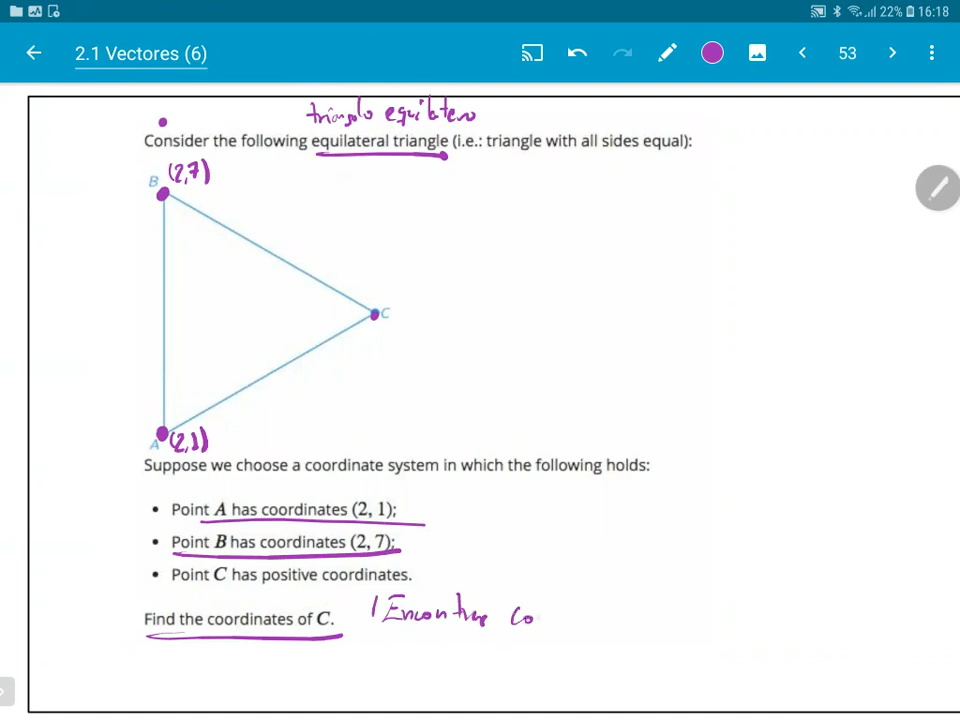 22% 16:18
2.1 Vectores (6)
53
triangulo equilatero
Consider the following equilateral triangle (i.e.: triangle with all sides equal):
B (2,7)
C
A (2,1)
Suppose we choose a coordinate system in which the following holds:
• Point A has coordinates (2, 1);
• Point B has coordinates (2, 7);
• Point C has positive coordinates.
Find the coordinates of C. Co